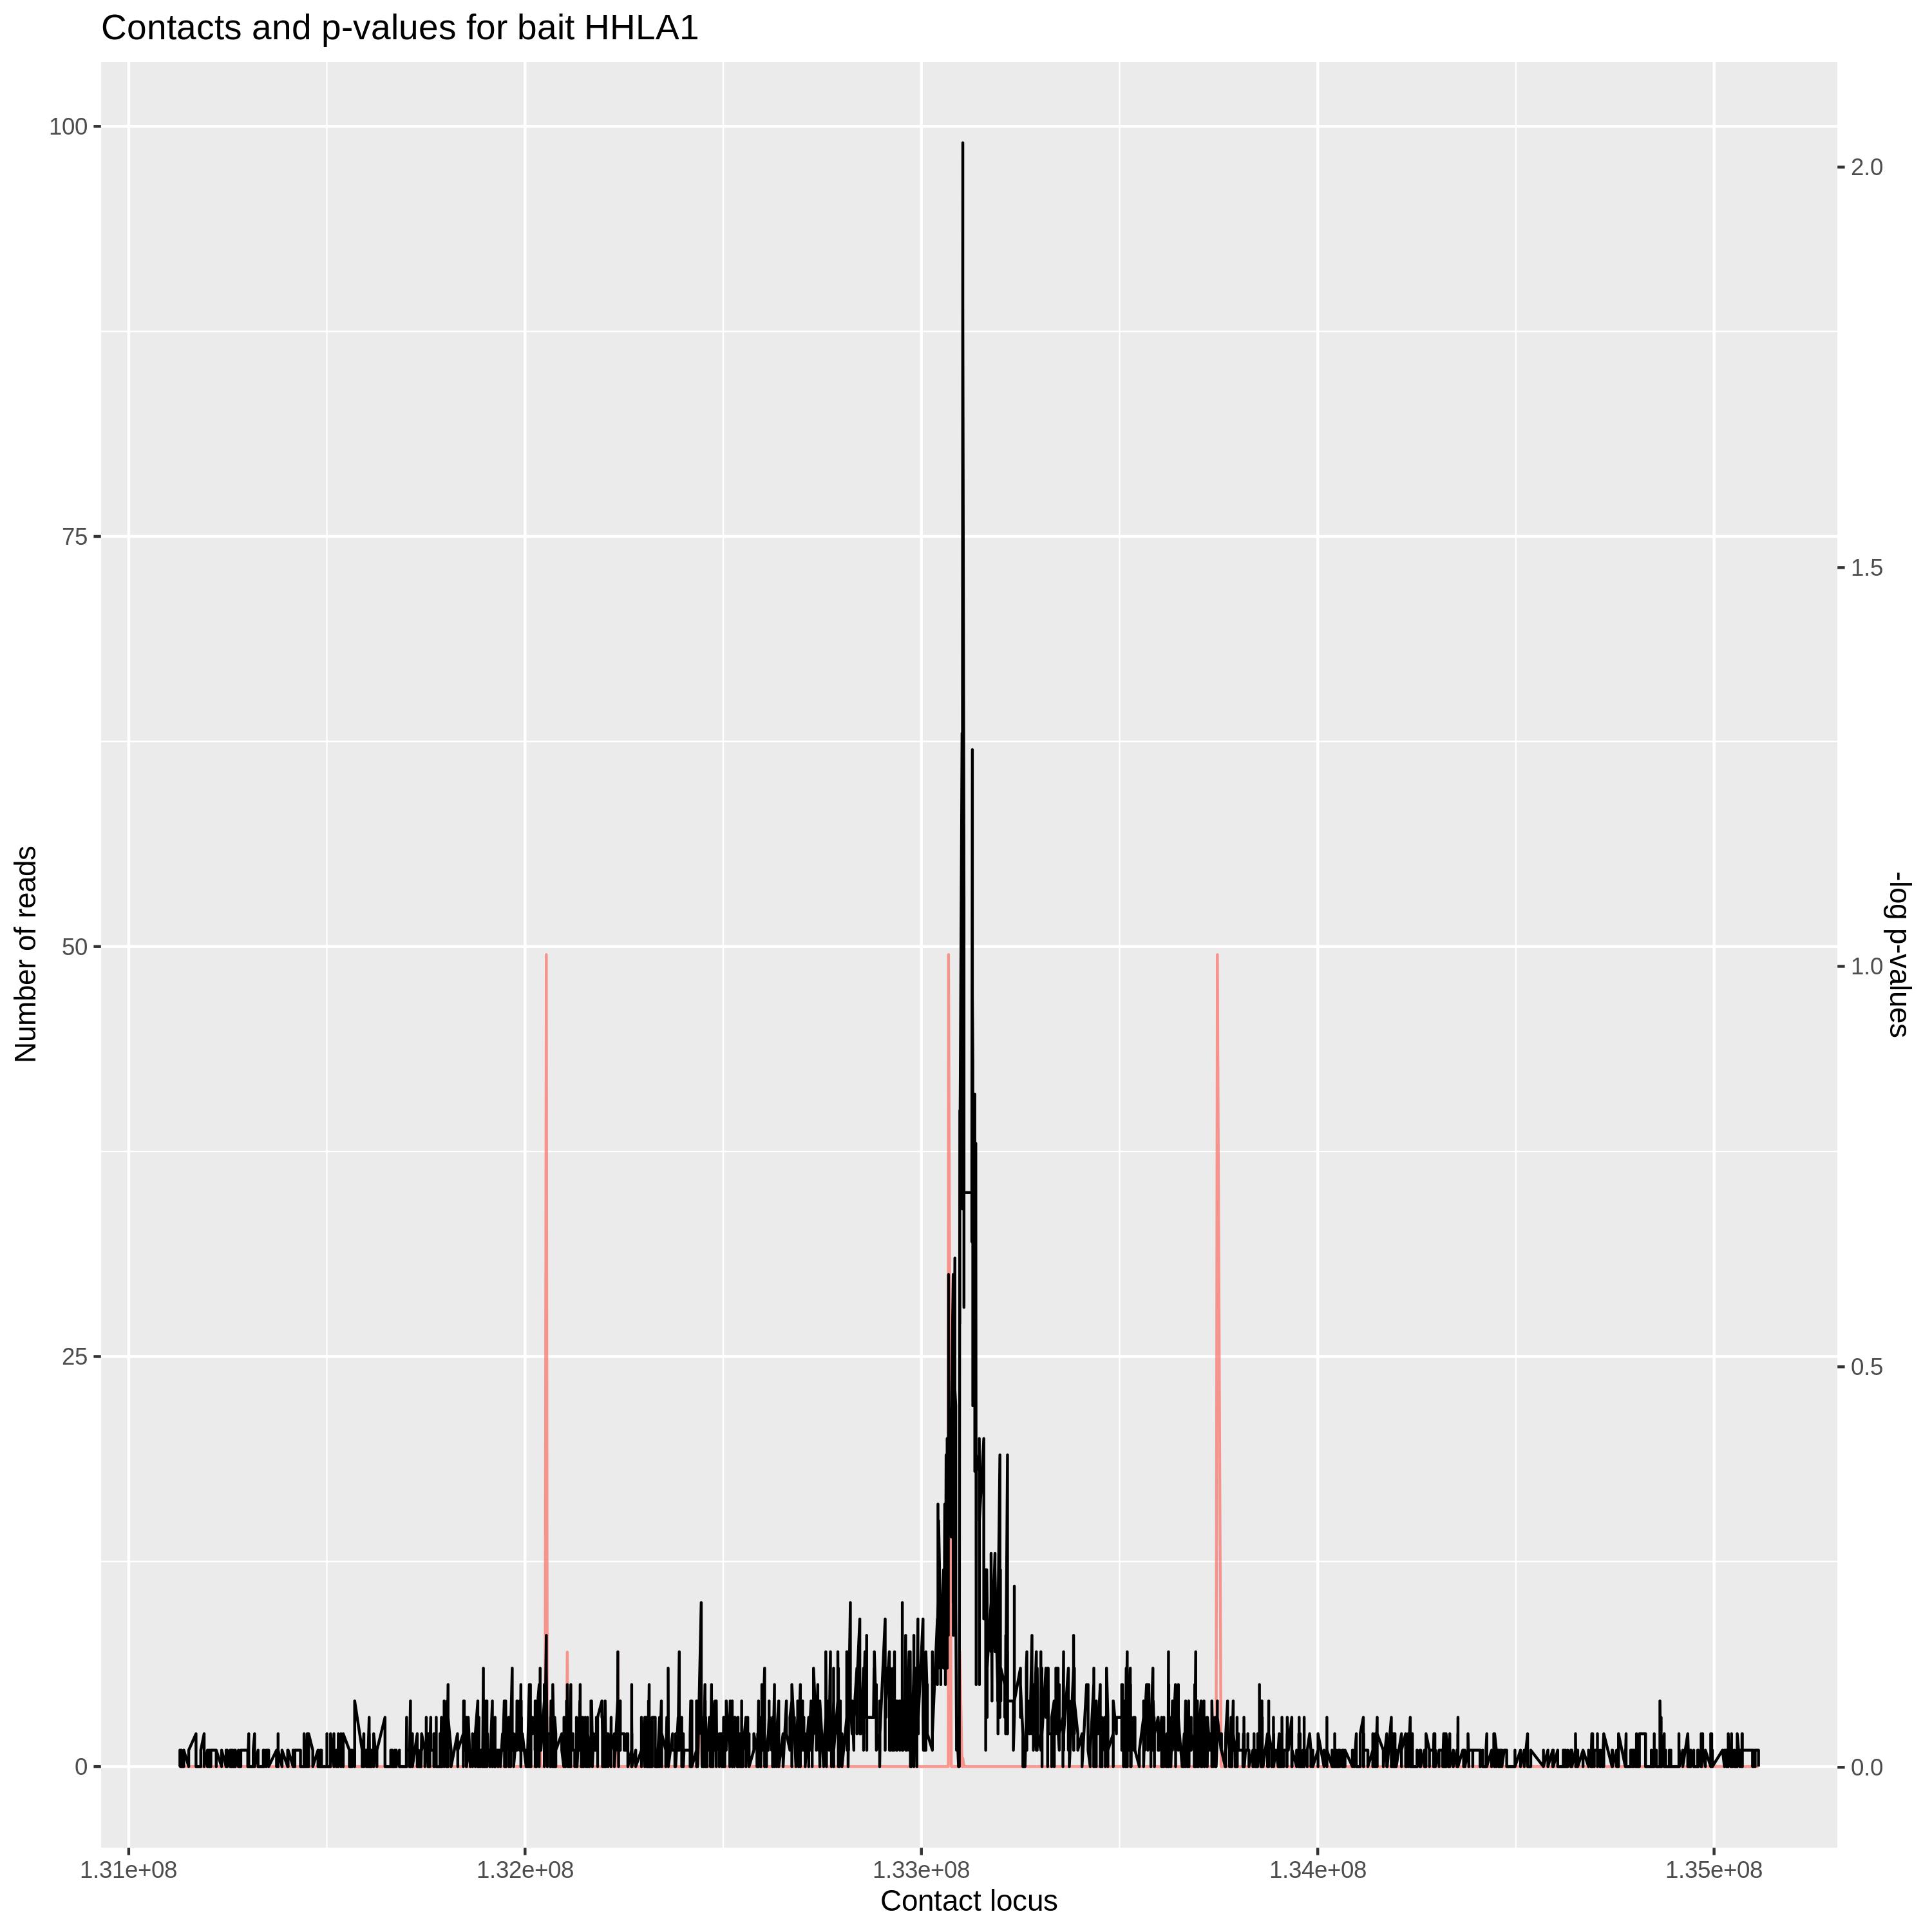 Contacts and p-values for bait HHLA1
100
75
50
25
0
Number of reads
2.0
1.5
1.0
0.5
0.0
-log p-values
1.31e+08
1.32e+08
1.33e+08
1.34e+08
1.35e+08
Contact locus